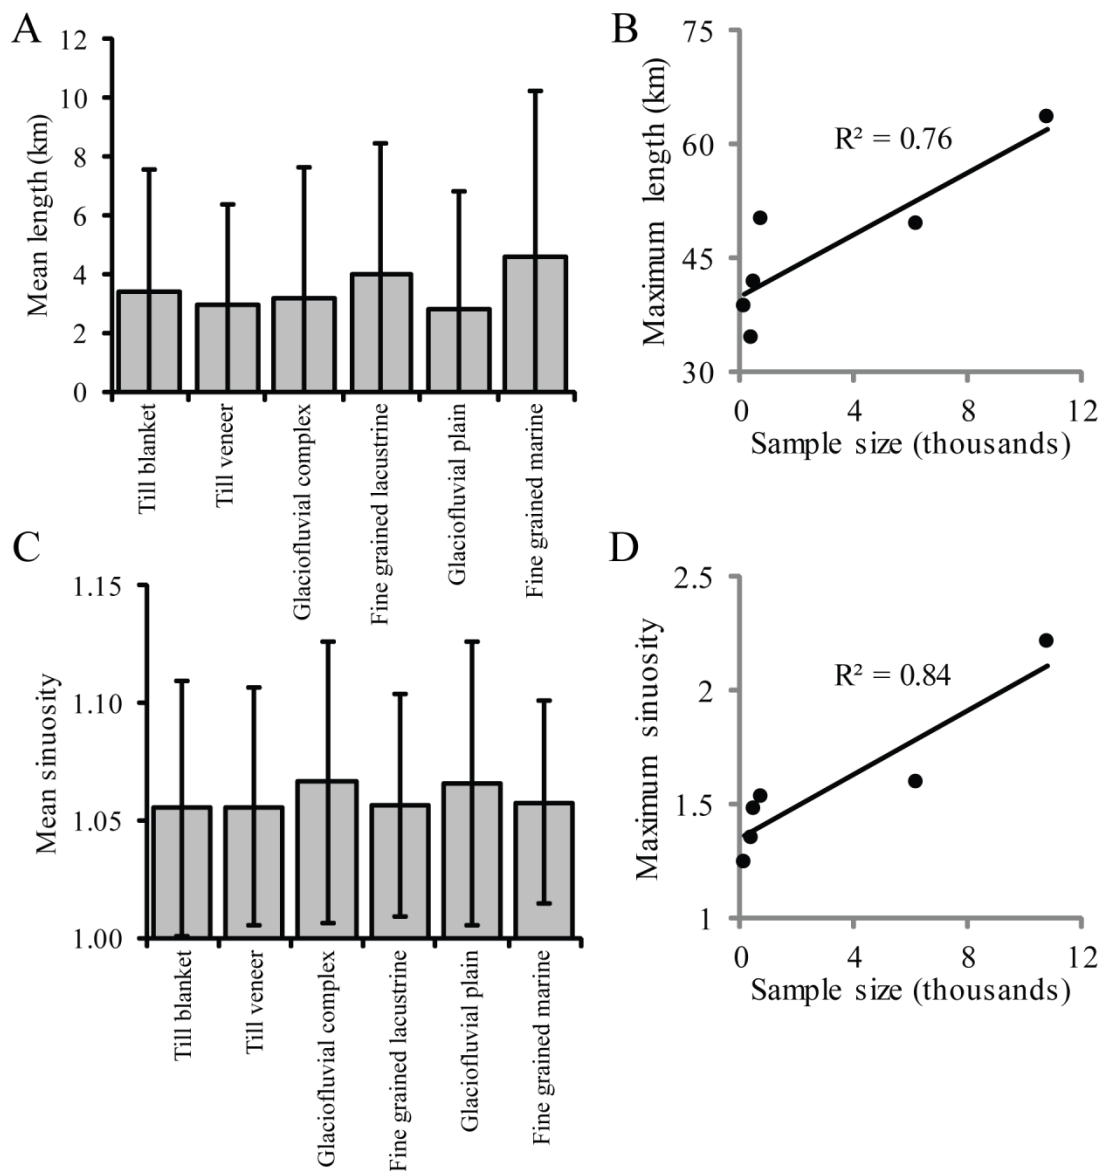 A
Mean length (km)
12
10
8
6
4
2
0
Till blanket
Till veneer
Glaciofluvial complex
Fine grained lacustrine
Glaciofluvial plain
Fine grained marine
B
Maximum length (km)
75
60
45
30
R² = 0.76
0 4 8 12
Sample size (thousands)
C
Mean sinuosity
1.15
1.10
1.05
1.00
Till blanket
Till veneer
Glaciofluvial complex
Fine grained lacustrine
Glaciofluvial plain
Fine grained marine
D
Maximum sinuosity
2.5
2
1.5
1
R² = 0.84
0 4 8 12
Sample size (thousands)